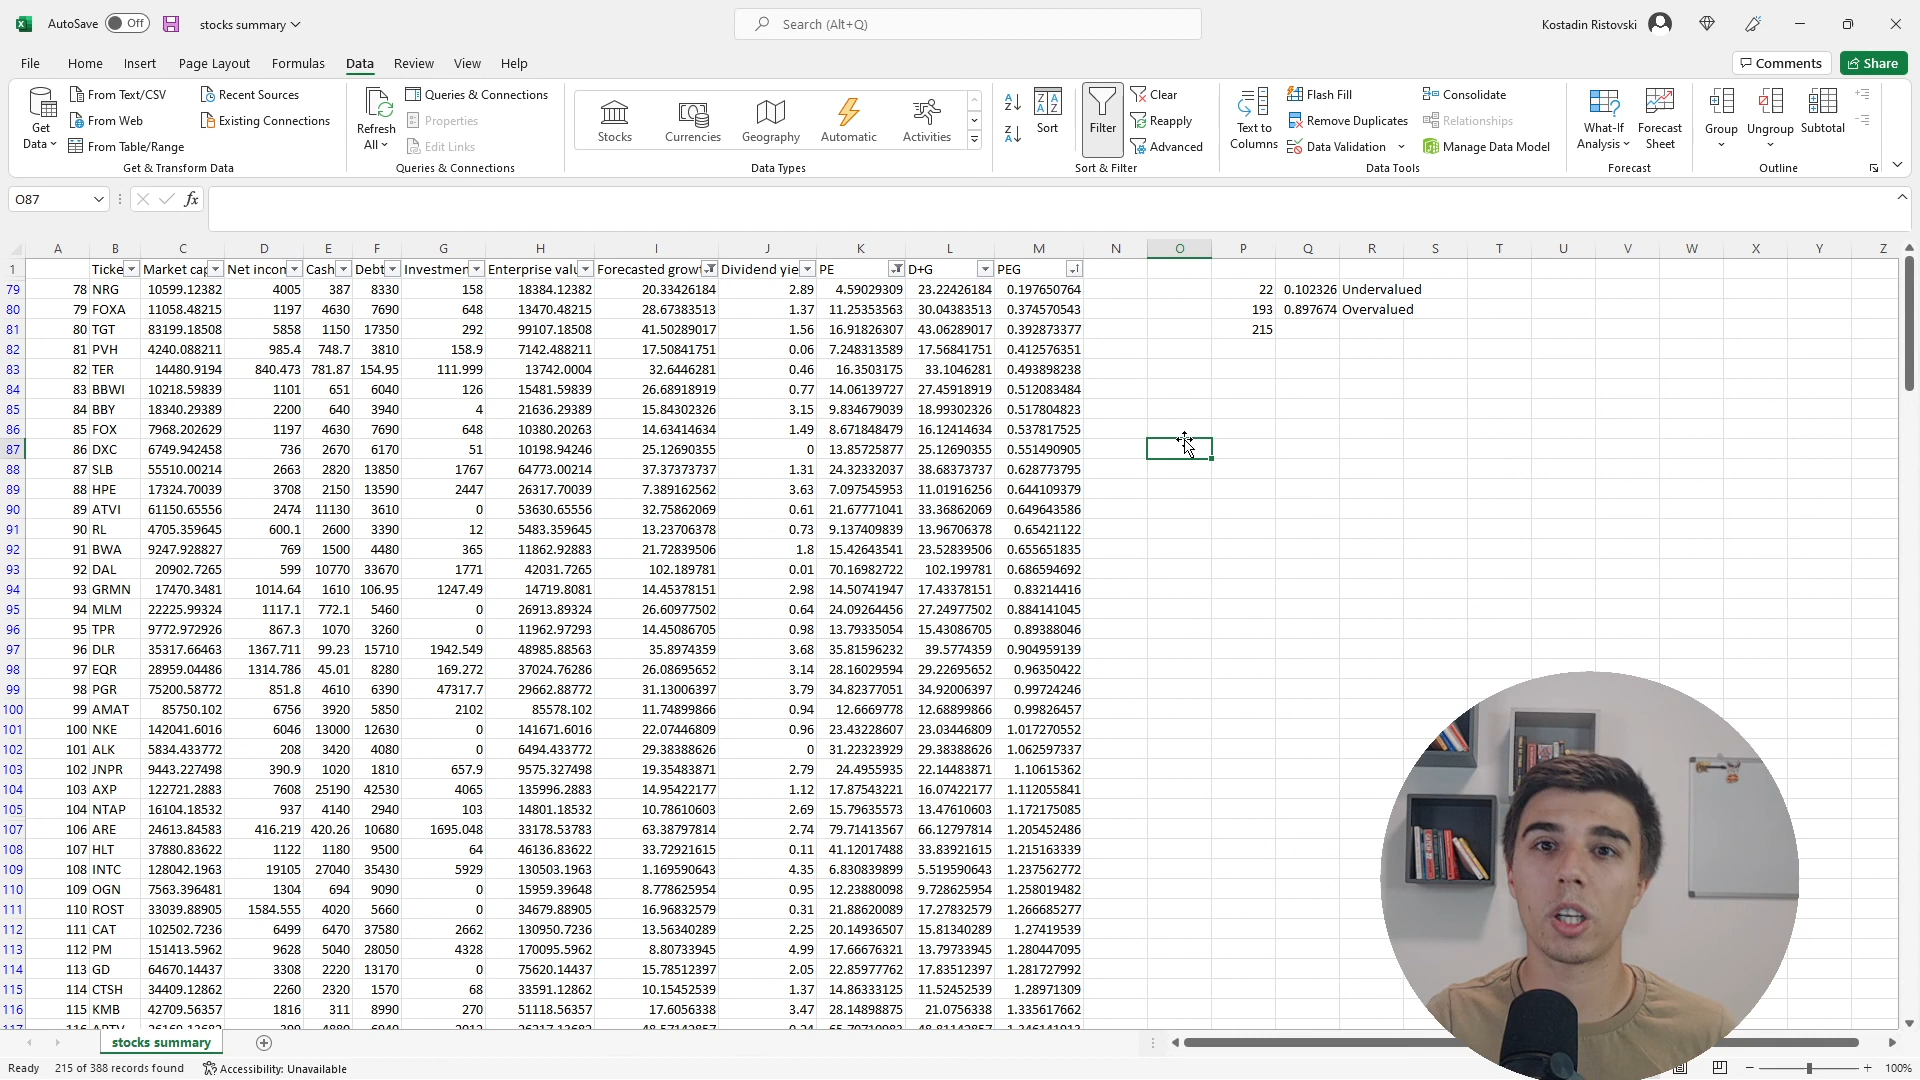 AutoSave Off stocks summary Search (Alt+Q) Kostadin Ristovski
File Home Insert Page Layout Formulas Data Review View Help Comments Share
Get Data
From Text/CSV
From Web
From Table/Range
Recent Sources
Existing Connections
Get & Transform Data
Refresh All
Queries & Connections
Properties
Edit Links
Queries & Connections
Stocks Currencies Geography Automatic Activities
Data Types
Sort
Filter
Clear
Reapply
Advanced
Sort & Filter
Text to Columns
Flash Fill
Remove Duplicates
Data Validation
Consolidate
Relationships
Manage Data Model
Data Tools
What-If Analysis
Forecast Sheet
Forecast
Group Ungroup Subtotal
Outline
O87 fx
A B C D E F G H I J K L M N O P Q R S T U V W X Y Z
1 Ticke Market cap Net incom Cash Debt Investmen Enterprise valu Forecasted grow Dividend yie PE D+G PEG
79 78 NRG 10599.12382 4005 387 8330 158 18384.12382 20.33426184 2.89 4.59029309 23.22426184 0.197650764 22 0.102326 Undervalued
80 79 FOXA 11058.48215 1197 4630 7690 648 13470.48215 28.67383513 1.37 11.25353563 30.04383513 0.374570543 193 0.897674 Overvalued
81 80 TGT 83199.18508 5858 1150 17350 292 99107.18508 41.50289017 1.56 16.91826307 43.06289017 0.392873377 215
82 81 PVH 4240.088211 985.4 748.7 3810 158.9 7142.488211 17.50841751 0.06 7.248313589 17.56841751 0.412576351
83 82 TER 14480.9194 840.473 781.87 154.95 111.999 13742.0004 32.6446281 0.46 16.3503175 33.1046281 0.493898238
84 83 BBWI 10218.59839 1101 651 6040 126 15481.59839 26.68918919 0.77 14.06139727 27.45918919 0.512083484
85 84 BBY 18340.29389 2200 640 3940 4 21636.29389 15.84302326 3.15 9.834679039 18.99302326 0.517804823
86 85 FOX 7968.202629 1197 4630 7690 648 10380.20263 14.63414634 1.49 8.671848479 16.12414634 0.537817525
87 86 DXC 6749.942458 736 2670 6170 51 10198.94246 25.12690355 0 13.85725877 25.12690355 0.551490905
88 87 SLB 55510.00214 2663 2820 13850 1767 64773.00214 37.37373737 1.31 24.32332037 38.68373737 0.628773795
89 88 HPE 17324.70039 3708 2150 13590 2447 26317.70039 7.389162562 3.63 7.097545953 11.01916256 0.644109379
90 89 ATVI 61150.65556 2474 11130 3610 0 53630.65556 32.75862069 0.61 21.67771041 33.36862069 0.649643586
91 90 RL 4705.359645 600.1 2600 3390 12 5483.359645 13.23706378 0.73 9.137409839 13.96706378 0.65421122
92 91 BWA 9247.928827 769 1500 4480 365 11862.92883 21.72839506 1.8 15.42643541 23.52839506 0.655651835
93 92 DAL 20902.7265 599 10770 33670 1771 42031.7265 102.189781 0.01 70.16982722 102.199781 0.686594692
94 93 GRMN 17470.3481 1014.64 1610 106.95 1247.49 14719.8081 14.45378151 2.98 14.50741947 17.43378151 0.83214416
95 94 MLM 22225.99324 1117.1 772.1 5460 0 26913.89324 26.60977502 0.64 24.09264456 27.24977502 0.884141045
96 95 TPR 9772.972926 867.3 1070 3260 0 11962.97293 14.45086705 0.98 13.79335054 15.43086705 0.89388046
97 96 DLR 35317.66463 1367.711 99.23 15710 1942.549 48985.88563 35.8974359 3.68 35.81596232 39.5774359 0.904959139
98 97 EQR 28959.04486 1314.786 45.01 8280 169.272 37024.76286 26.08695652 3.14 28.16029594 29.22695652 0.96350422
99 98 PGR 75200.58772 851.8 4610 6390 47317.7 29662.88772 31.13006397 3.79 34.82377051 34.92006397 0.99724246
100 99 AMAT 85750.102 6756 3920 5850 2102 85578.102 11.74899866 0.94 12.6669778 12.68899866 0.99826457
101 100 NKE 142041.6016 6046 13000 12630 0 141671.6016 22.07446809 0.96 23.43228607 23.03446809 1.017270552
102 101 ALK 5834.433772 208 3420 4080 0 6494.433772 29.38388626 0 31.22323929 29.38388626 1.062597337
103 102 JNPR 9443.227498 390.9 1020 1810 657.9 9575.327498 19.35483871 2.79 24.4955935 22.14483871 1.10615362
104 103 AXP 122721.2883 7608 25190 42530 4065 135996.2883 14.95422177 1.12 17.87543221 16.07422177 1.112055841
105 104 NTAP 16104.18532 937 4140 2940 103 14801.18532 10.78610603 2.69 15.79635573 13.47610603 1.172175085
107 106 ARE 24613.84583 416.219 420.26 10680 1695.048 33178.53783 63.38797814 2.74 79.71413567 66.12797814 1.205452486
108 107 HLT 37880.83622 1122 1180 9500 64 46136.83622 33.72921615 0.11 41.12017488 33.83921615 1.215163339
109 108 INTC 128042.1963 19105 27040 35430 5929 130503.1963 1.169590643 4.35 6.830839899 5.519590643 1.237562772
110 109 OGN 7563.396481 1304 694 9090 0 15959.39648 8.778625954 0.95 12.23880098 9.728625954 1.258019482
111 110 ROST 33039.88905 1584.555 4020 5660 0 34679.88905 16.96832579 0.31 21.88620089 17.27832579 1.266685277
112 111 CAT 102502.7236 6499 6470 37580 2662 130950.7236 13.56340289 2.25 20.14936507 15.81340289 1.27419539
113 112 PM 151413.5962 9628 5040 28050 4328 170095.5962 8.80733945 4.99 17.66676321 13.79733945 1.280447095
114 113 GD 64670.14437 3308 2220 13170 0 75620.14437 15.78512397 2.05 22.85977762 17.83512397 1.281727992
115 114 CTSH 34409.12862 2260 2320 1570 68 33591.12862 10.15452539 1.37 14.86333125 11.52452539 1.28971309
116 115 KMB 42709.56357 1816 311 8990 270 51118.56357 17.6056338 3.47 28.14898875 21.0756338 1.335617662
stocks summary
Ready 215 of 388 records found Accessibility: Unavailable 100%